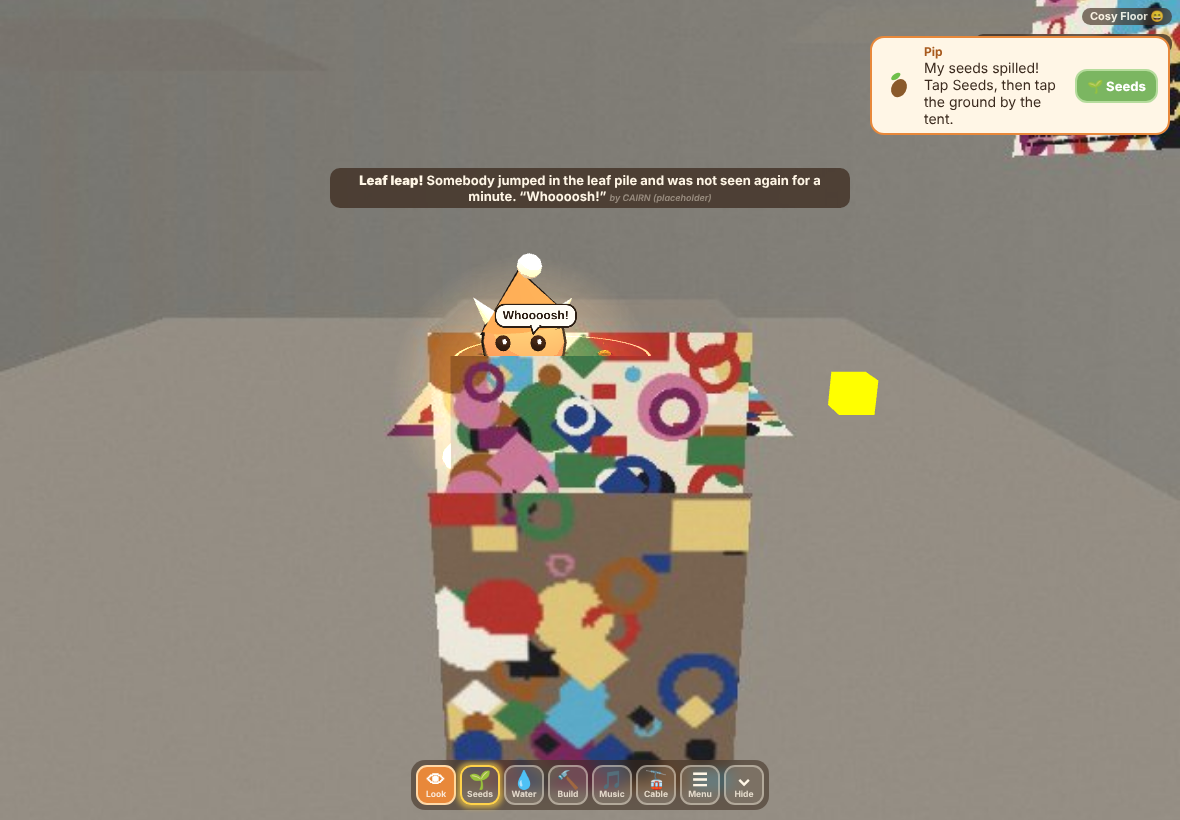 Cosy Floor 😄
Pip
My seeds spilled!
Tap Seeds, then tap
the ground by the
tent.
🌱 Seeds
Leaf leap! Somebody jumped in the leaf pile and was not seen again for a
minute. “Whoooosh!” by CAIRN (placeholder)
Whoooosh!
Look
Seeds
Water
Build
Music
Cable
Menu
Hide